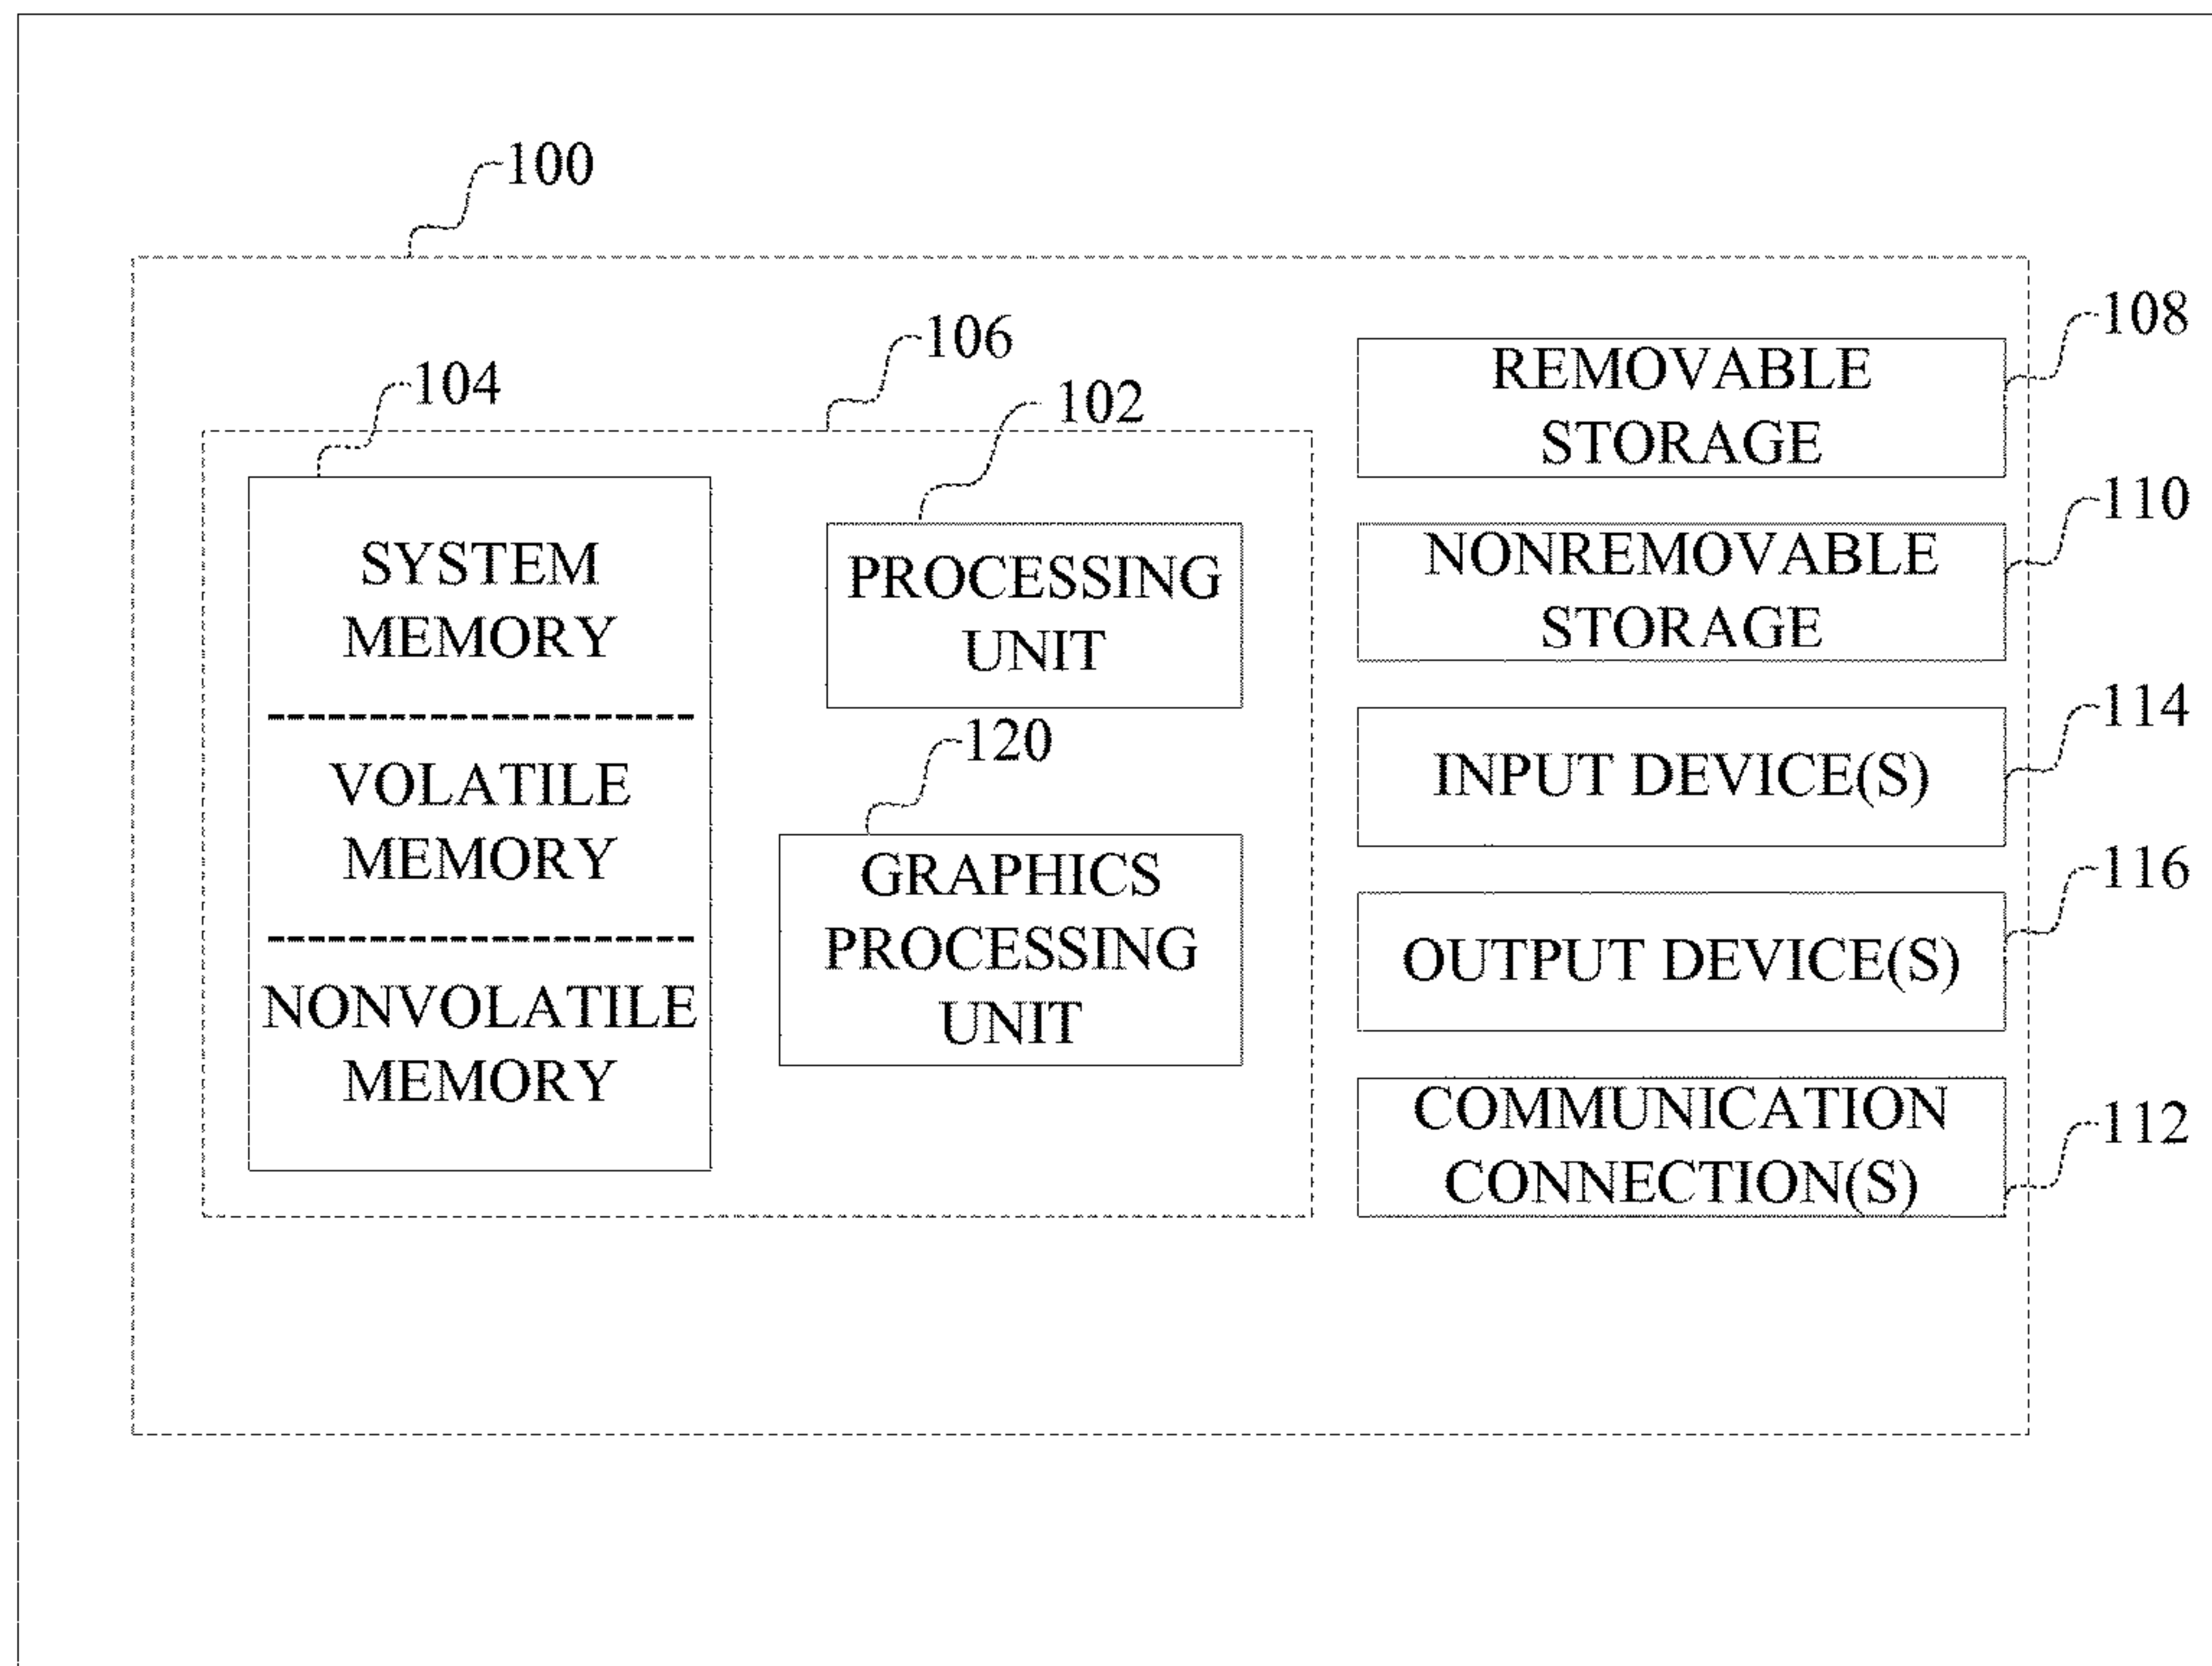 100
106
104
102
SYSTEM
MEMORY
VOLATILE
MEMORY
NONVOLATILE
MEMORY
PROCESSING
UNIT
120
GRAPHICS
PROCESSING
UNIT
108
REMOVABLE
STORAGE
110
NONREMOVABLE
STORAGE
114
INPUT DEVICE(S)
116
OUTPUT DEVICE(S)
112
COMMUNICATION
CONNECTION(S)